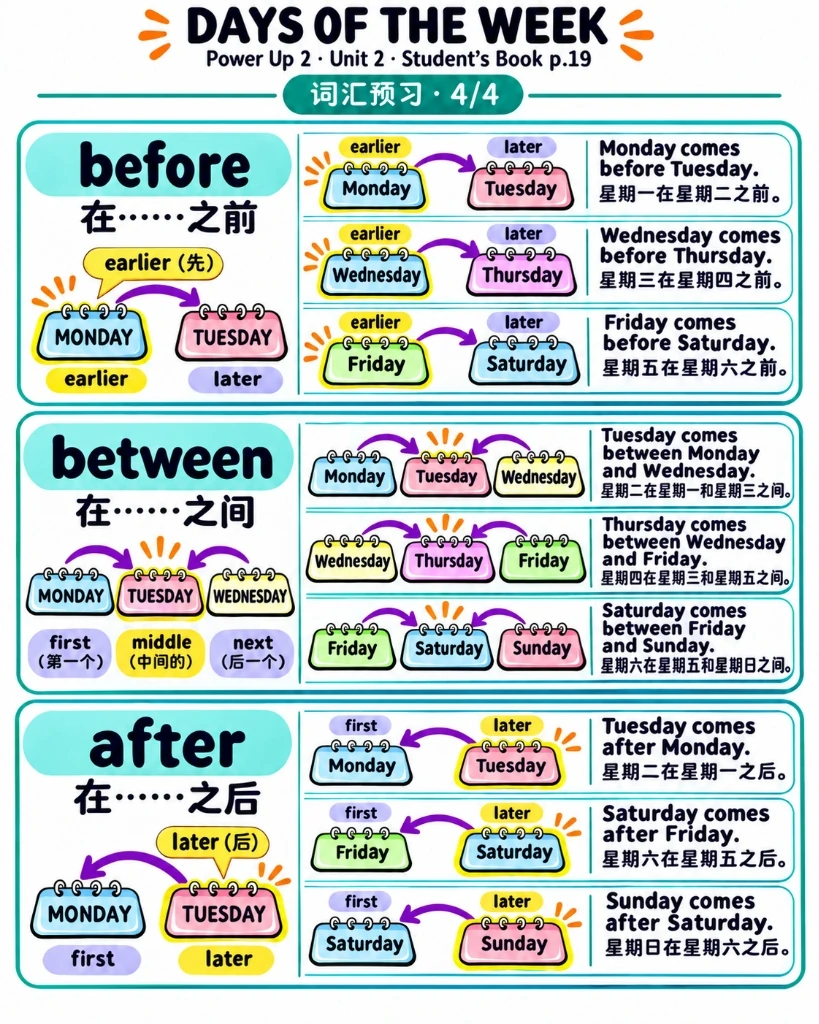 DAYS OF THE WEEK
Power Up 2 · Unit 2 · Student's Book p.19
词汇预习 · 4/4
before
在……之前
earlier (先)
MONDAY
TUESDAY
earlier
later
earlier
later
Monday
Tuesday
Monday comes
before Tuesday.
星期一在星期二之前。
earlier
later
Wednesday
Thursday
Wednesday comes
before Thursday.
星期三在星期四之前。
earlier
later
Friday
Saturday
Friday comes
before Saturday.
星期五在星期六之前。
between
在……之间
MONDAY
TUESDAY
WEDNESDAY
first
(第一个)
middle
(中间的)
next
(后一个)
Monday
Tuesday
Wednesday
Tuesday comes
between Monday
and Wednesday.
星期二在星期一和星期三之间。
Wednesday
Thursday
Friday
Thursday comes
between Wednesday
and Friday.
星期四在星期三和星期五之间。
Friday
Saturday
Sunday
Saturday comes
between Friday
and Sunday.
星期六在星期五和星期日之间。
after
在……之后
later (后)
MONDAY
TUESDAY
first
later
first
later
Monday
Tuesday
Tuesday comes
after Monday.
星期二在星期一之后。
first
later
Friday
Saturday
Saturday comes
after Friday.
星期六在星期五之后。
first
later
Saturday
Sunday
Sunday comes
after Saturday.
星期日在星期六之后。